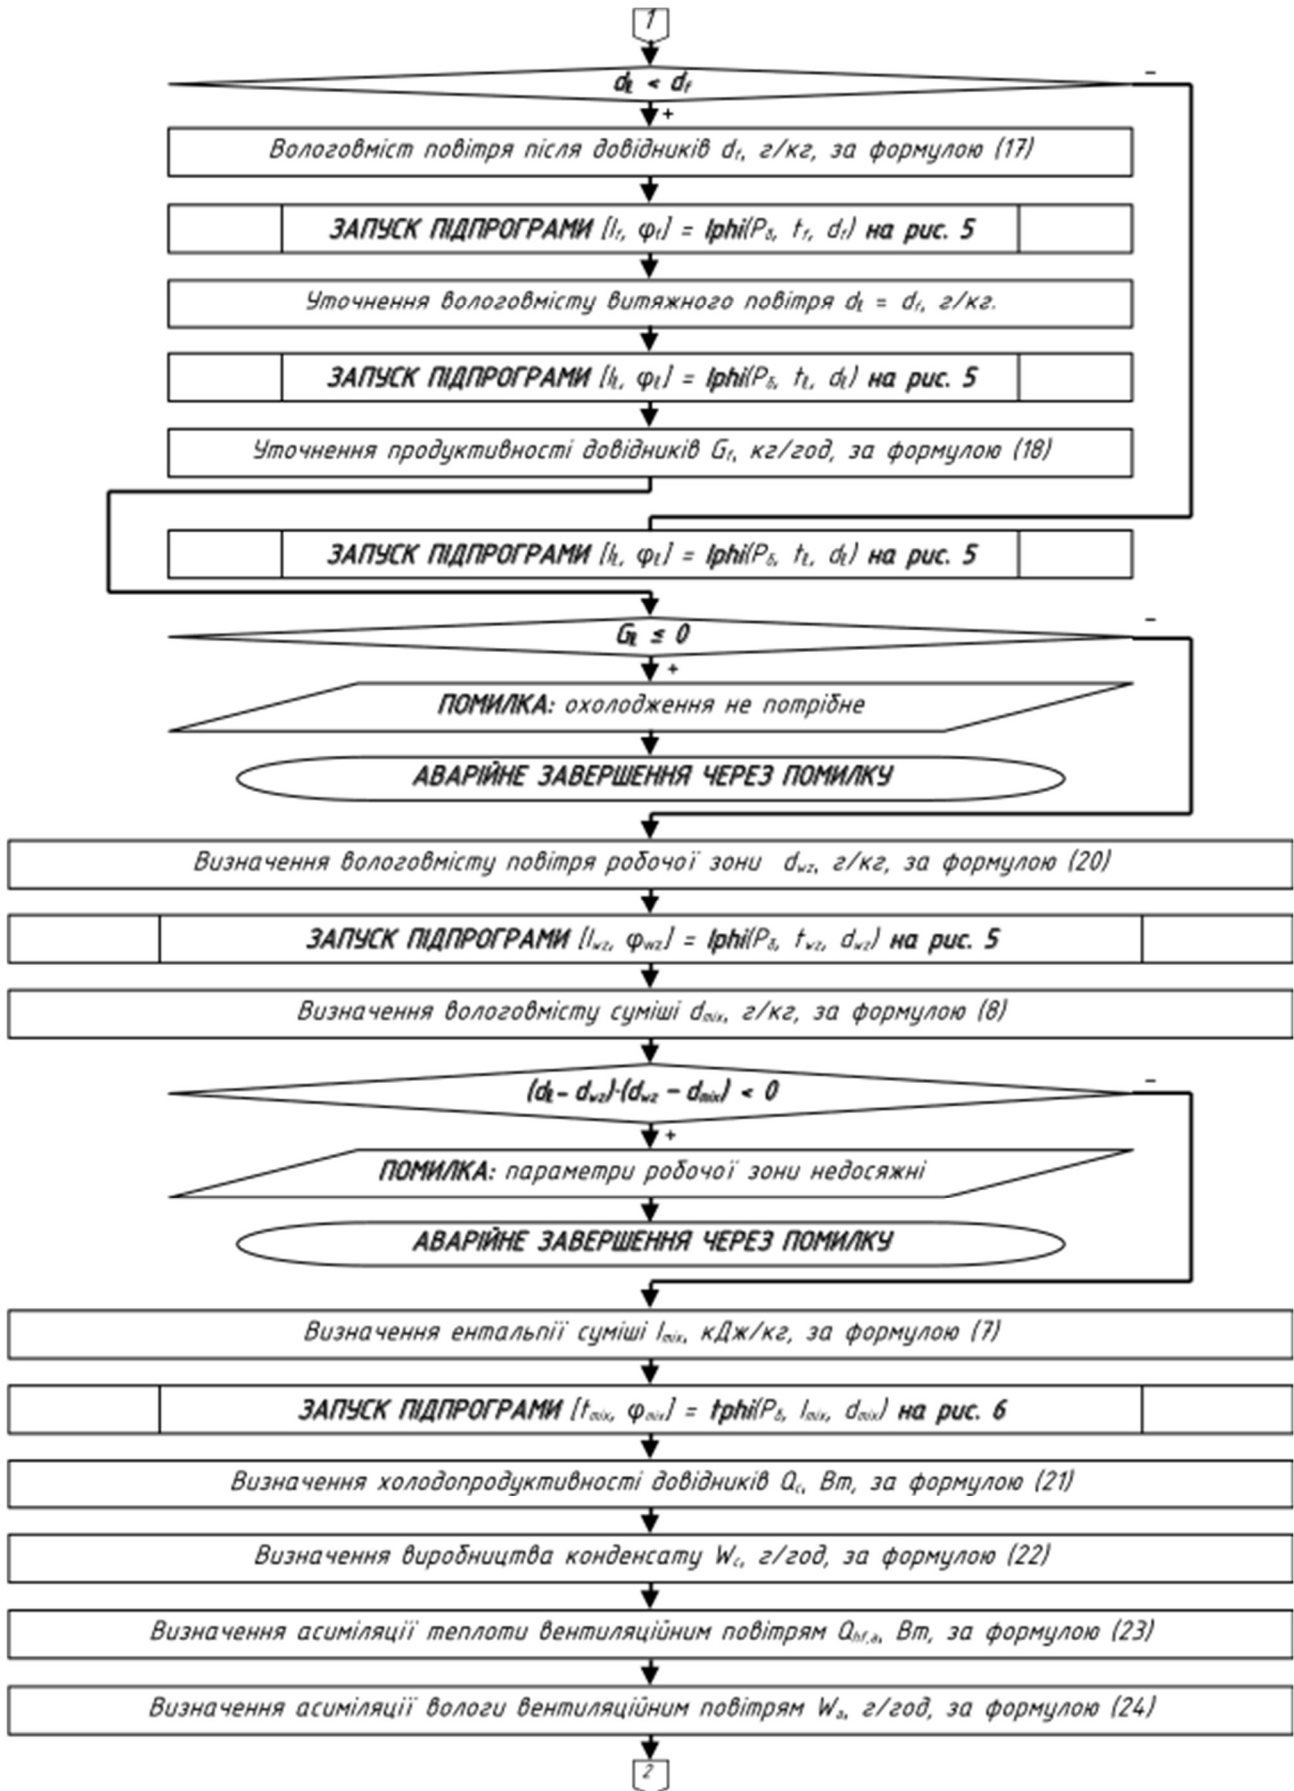 1
dℓ < df
–
+
Вологовміст повітря після довідників df, г/кг, за формулою (17)
ЗАПУСК ПІДПРОГРАМИ [If, φf] = Iphi(Pб, tf, df) на рис. 5
Уточнення вологовмісту витяжного повітря dℓ = df, г/кг.
ЗАПУСК ПІДПРОГРАМИ [Iℓ, φℓ] = Iphi(Pб, tℓ, dℓ) на рис. 5
Уточнення продуктивності довідників Gf, кг/год, за формулою (18)
ЗАПУСК ПІДПРОГРАМИ [Iℓ, φℓ] = Iphi(Pб, tℓ, dℓ) на рис. 5
Gℓ ≤ 0
–
+
ПОМИЛКА: охолодження не потрібне
АВАРІЙНЕ ЗАВЕРШЕННЯ ЧЕРЕЗ ПОМИЛКУ
Визначення вологовмісту повітря робочої зони dwz, г/кг, за формулою (20)
ЗАПУСК ПІДПРОГРАМИ [Iwz, φwz] = Iphi(Pб, twz, dwz) на рис. 5
Визначення вологовмісту суміші dmix, г/кг, за формулою (8)
(dℓ – dwz)·(dwz – dmix) < 0
–
+
ПОМИЛКА: параметри робочої зони недосяжні
АВАРІЙНЕ ЗАВЕРШЕННЯ ЧЕРЕЗ ПОМИЛКУ
Визначення ентальпії суміші Imix, кДж/кг, за формулою (7)
ЗАПУСК ПІДПРОГРАМИ [tmix, φmix] = tphi(Pб, Imix, dmix) на рис. 6
Визначення холодопродуктивності довідників Qc, Вт, за формулою (21)
Визначення виробництва конденсату Wc, г/год, за формулою (22)
Визначення асиміляції теплоти вентиляційним повітрям Qhf,a, Вт, за формулою (23)
Визначення асиміляції вологи вентиляційним повітрям Wa, г/год, за формулою (24)
2